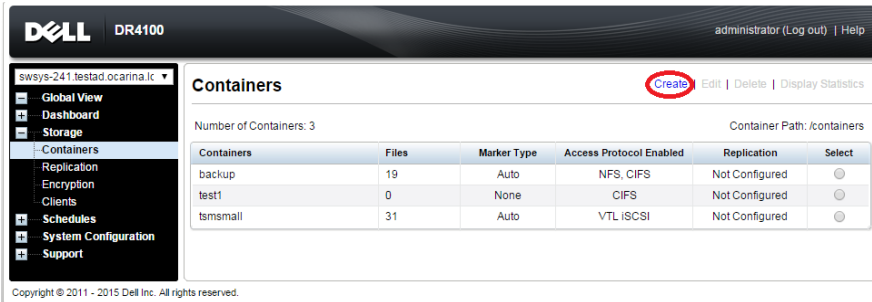 DELL DR4100 administrator (Log out) | Help
swsys-241.testad.ocarina.lc
Global View
Dashboard
Storage
Containers
Replication
Encryption
Clients
Schedules
System Configuration
Support
Containers Create | Edit | Delete | Display Statistics
Number of Containers: 3 Container Path: /containers
Containers Files Marker Type Access Protocol Enabled Replication Select
backup 19 Auto NFS, CIFS Not Configured
test1 0 None CIFS Not Configured
tsmsmall 31 Auto VTL iSCSI Not Configured
Copyright © 2011 - 2015 Dell Inc. All rights reserved.